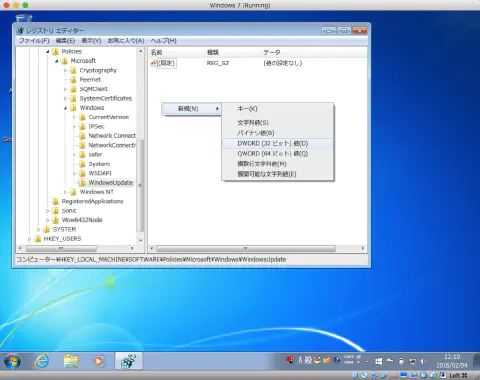 Windows 7 [Running]
レジストリ エディター
ファイル(F) 編集(E) 表示(V) お気に入り(A) ヘルプ(H)
名前 種類 データ
Policies
Microsoft
Cryptography
Peernet
SQMClient
SystemCertificates
Windows
CurrentVersion
IPSec
Network Connect
NetworkConnecti
safer
System
WSDAPI
WindowsUpdate
Windows NT
RegisteredApplications
Sonic
Wow6432Node
SYSTEM
HKEY_USERS
(既定) REG_SZ (値の設定なし)
新規(N)
キー(K)
文字列値(S)
バイナリ値(B)
DWORD (32 ビット) 値(D)
QWORD (64 ビット) 値(Q)
複数行文字列値(M)
展開可能な文字列値(E)
コンピューター¥HKEY_LOCAL_MACHINE¥SOFTWARE¥Policies¥Microsoft¥Windows¥WindowsUpdate
A 般
22:10
2016/02/04
Left ⌘